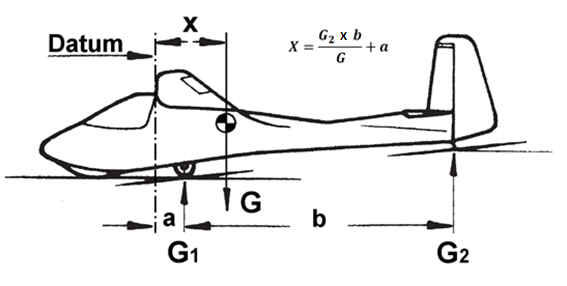 x
Datum
X = G₂ x b / G + a
G
a
b
G₁
G₂